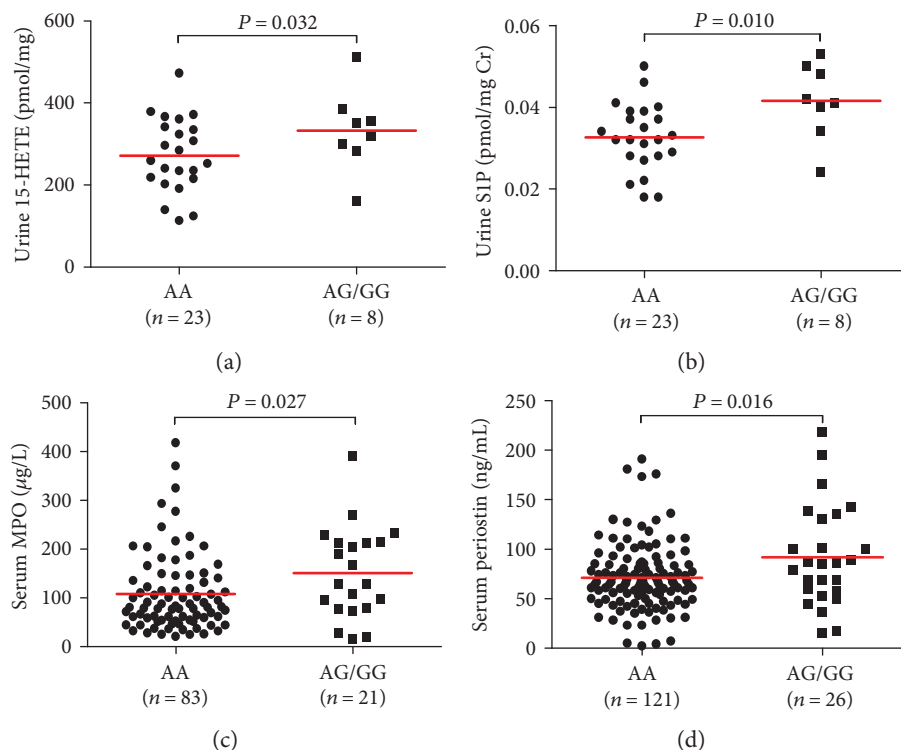 600
400
200
0
Urine 15-HETE (pmol/mg)
P = 0.032
AA
(n = 23)
AG/GG
(n = 8)
(a)
0.06
0.04
0.02
0.00
Urine S1P (pmol/mg Cr)
P = 0.010
AA
(n = 23)
AG/GG
(n = 8)
(b)
500
400
300
200
100
0
Serum MPO (μg/L)
P = 0.027
AA
(n = 83)
AG/GG
(n = 21)
(c)
250
200
150
100
50
0
Serum periostin (ng/mL)
P = 0.016
AA
(n = 121)
AG/GG
(n = 26)
(d)